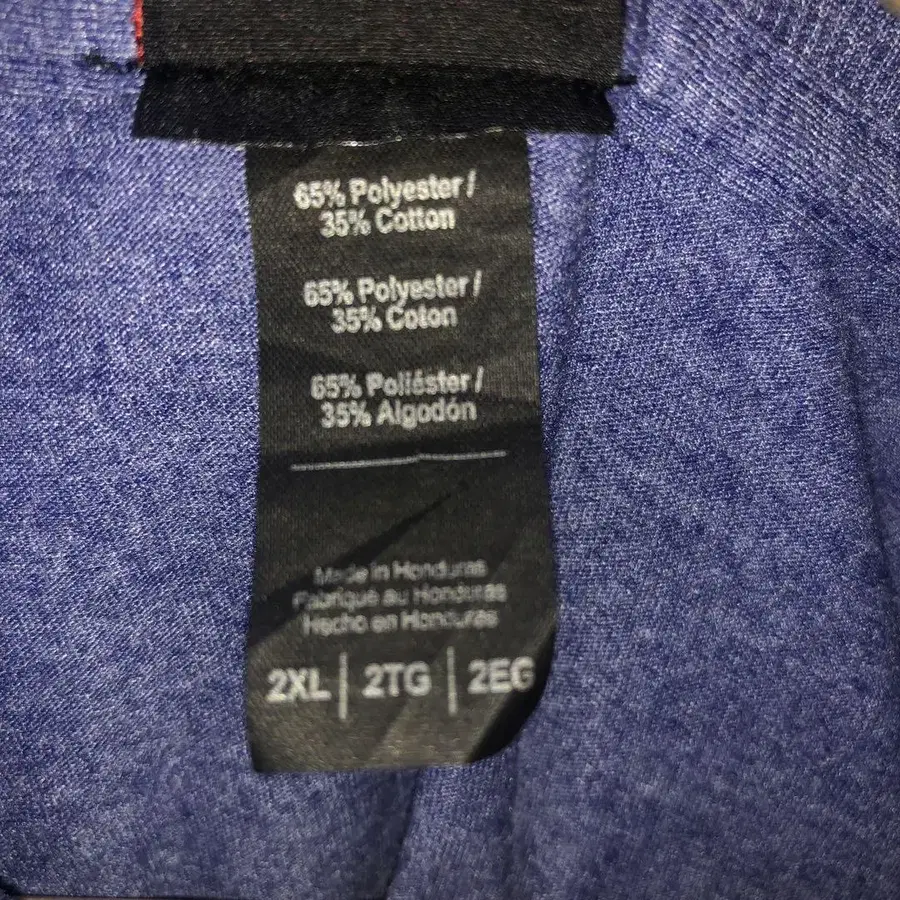 65% Polyester /
35% Cotton
65% Polyester /
35% Coton
65% Poliéster /
35% Algodón
Made in Honduras
Fabriqué au Honduras
Hecho en Honduras
2XL | 2TG | 2EG